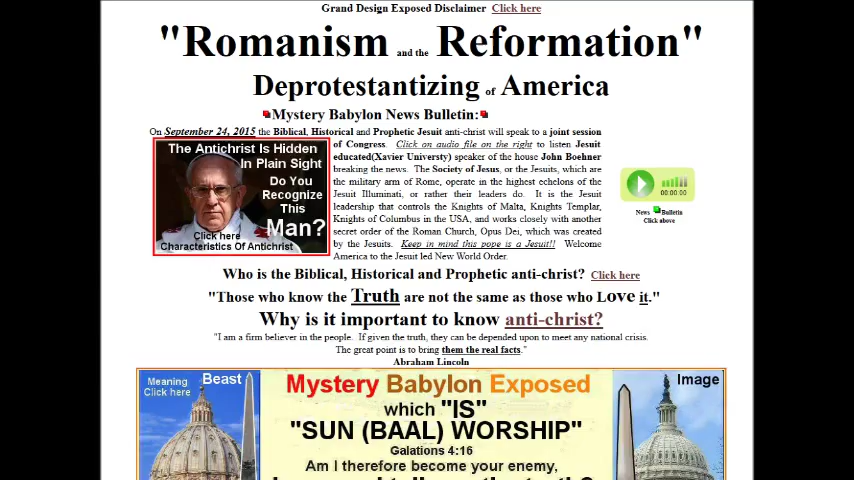 Grand Design Exposed Disclaimer Click here
"Romanism and the Reformation"
Deprotestantizing of America
Mystery Babylon News Bulletin:
On September 24, 2015 the Biblical, Historical and Prophetic Jesuit anti-christ will speak to a joint session
of Congress. Click on audio file on the right to listen Jesuit
educated(Xavier Universty) speaker of the house John Boehner
breaking the news. The Society of Jesus, or the Jesuits, which are
the military arm of Rome, operate in the highest echelons of the
Jesuit Illuminati, or rather their leaders do. It is the Jesuit
leadership that controls the Knights of Malta, Knights Templar,
Knights of Columbus in the USA, and works closely with another
secret order of the Roman Church, Opus Dei, which was created
by the Jesuits. Keep in mind this pope is a Jesuit!! Welcome
America to the Jesuit led New World Order.
The Antichrist Is Hidden
In Plain Sight
Do You
Recognize
This
Man?
Click here
Characteristics Of Antichrist
00:00:00
News Bulletin
Click above
Who is the Biblical, Historical and Prophetic anti-christ? Click here
"Those who know the Truth are not the same as those who Love it."
Why is it important to know anti-christ?
"I am a firm believer in the people. If given the truth, they can be depended upon to meet any national crisis.
The great point is to bring them the real facts."
Abraham Lincoln
Meaning
Click here
Beast
Mystery Babylon Exposed
which "IS"
"SUN (BAAL) WORSHIP"
Galations 4:16
Am I therefore become your enemy,
Image